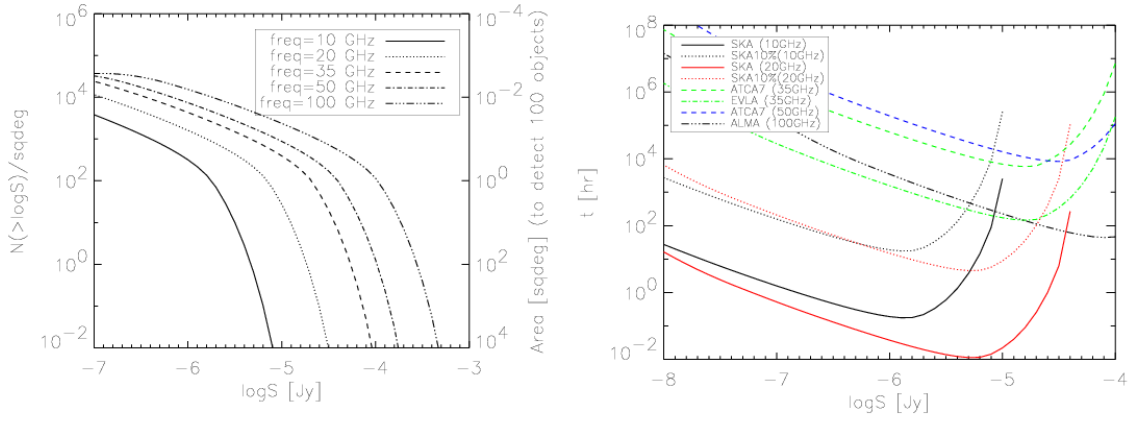 10^6
10^4
10^2
10^0
10^-2
N(>logS)/sqdeg
freq=10 GHz
freq=20 GHz
freq=35 GHz
freq=50 GHz
freq=100 GHz
10^-4
10^-2
10^0
10^2
10^4
Area [sqdeg] (to detect 100 objects)
-7
-6
-5
-4
-3
logS [Jy]
10^8
10^6
10^4
10^2
10^0
10^-2
t [hr]
SKA (10GHz)
SKA10%(10GHz)
SKA (20GHz)
SKA10%(20GHz)
ATCA7 (35GHz)
EVLA (35GHz)
ATCA7 (50GHz)
ALMA (100GHz)
-8
-7
-6
-5
-4
logS [Jy]